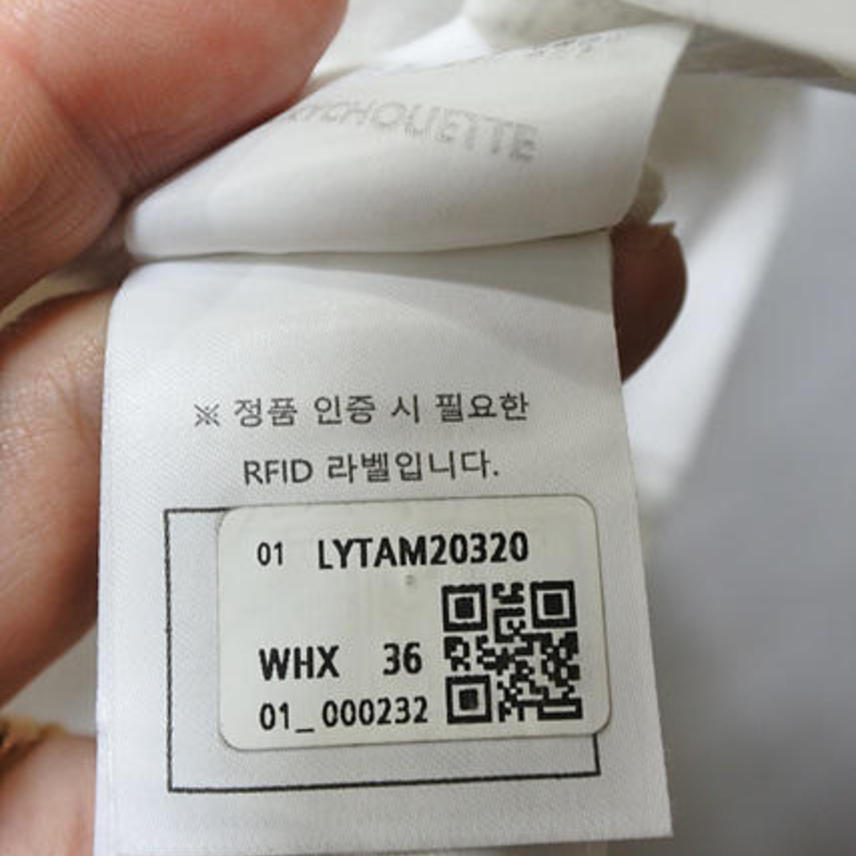 ※ 정품 인증 시 필요한
RFID 라벨입니다.
01 LYTAM20320
WHX 36
01_000232